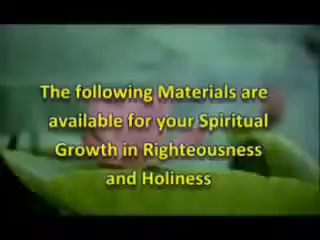 The following Materials are
available for your Spiritual
Growth in Righteousness
and Holiness